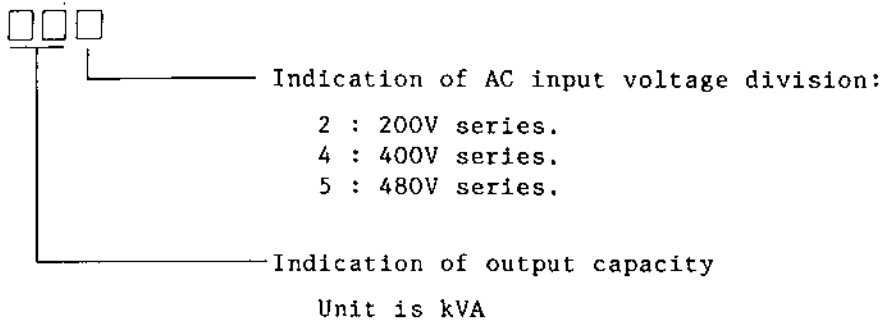 Indication of AC input voltage division:
2 : 200V series.
4 : 400V series.
5 : 480V series.
Indication of output capacity
Unit is kVA